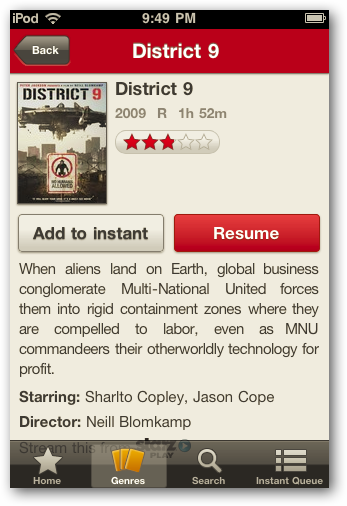 iPod 9:49 PM
Back District 9
DISTRICT 9
District 9
2009 R 1h 52m
NO HUMANS
ALLOWED
Add to instant Resume
When aliens land on Earth, global business
conglomerate Multi-National United forces
them into rigid containment zones where they
are compelled to labor, even as MNU
commandeers their otherworldly technology for
profit.
Starring: Sharlto Copley, Jason Cope
Director: Neill Blomkamp
Stream this from starz
PLAY
Home Genres Search Instant Queue